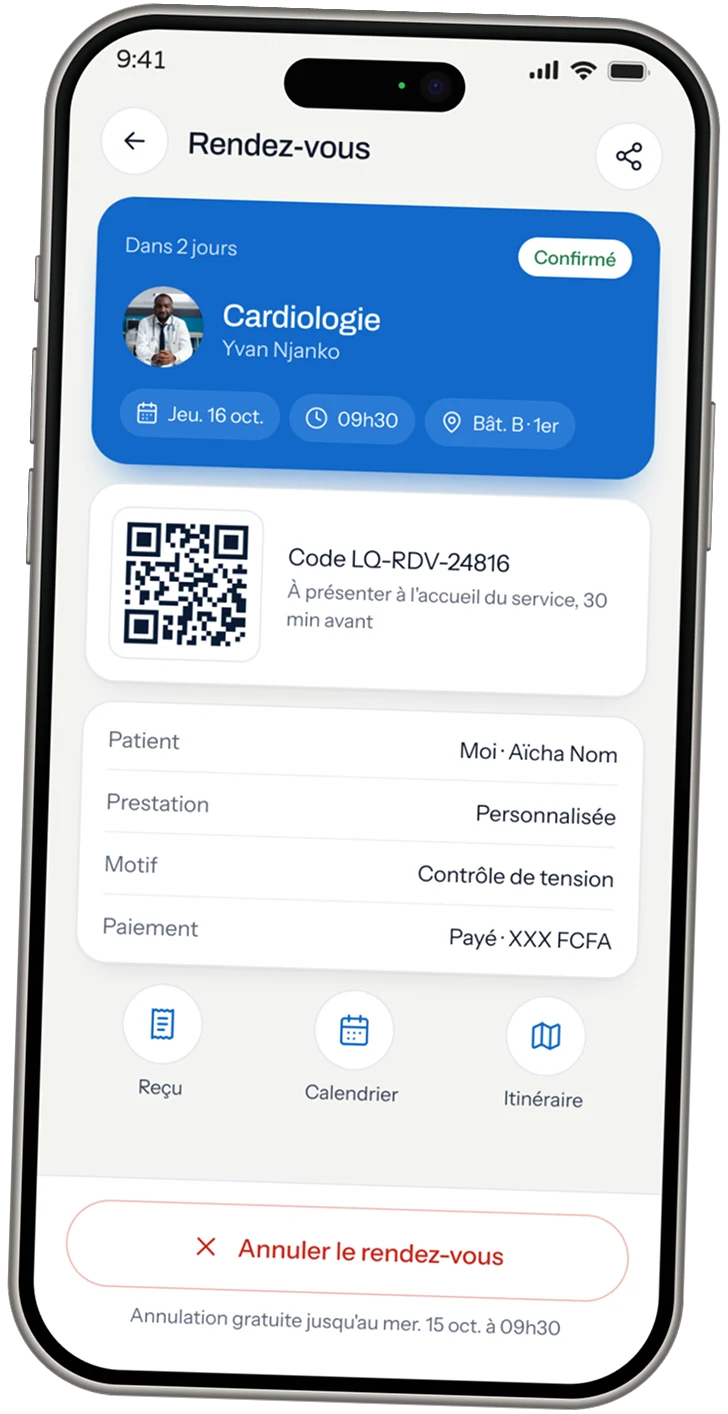 9:41
Rendez-vous
Dans 2 jours
Confirmé
Cardiologie
Yvan Njanko
Jeu. 16 oct.
09h30
Bât. B · 1er
Code LQ-RDV-24816
À présenter à l'accueil du service, 30
min avant
Patient
Moi · Aïcha Nom
Prestation
Personnalisée
Motif
Contrôle de tension
Paiement
Payé · XXX FCFA
Reçu
Calendrier
Itinéraire
Annuler le rendez-vous
Annulation gratuite jusqu'au mer. 15 oct. à 09h30